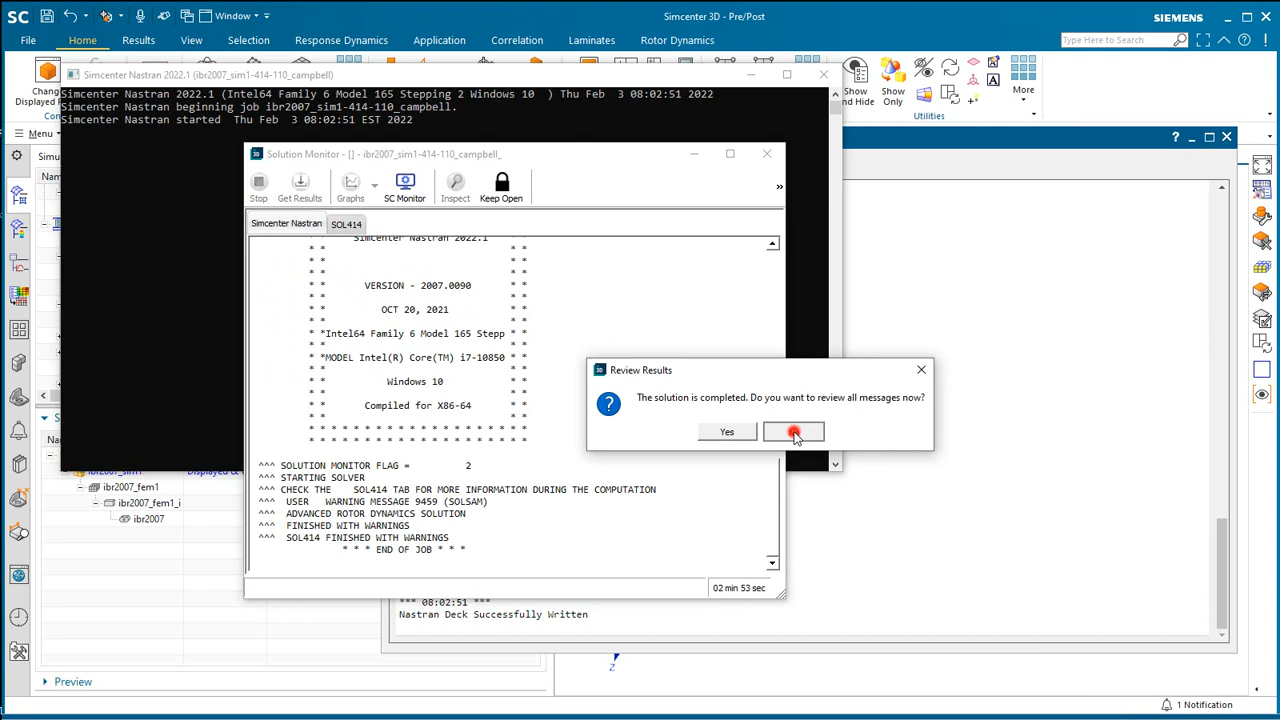 SC
Window
Simcenter 3D - Pre/Post
SIEMENS
File
Home
Results
View
Selection
Response Dynamics
Application
Correlation
Laminates
Rotor Dynamics
Type Here to Search
Simcenter Nastran 2022.1 (ibr2007_sim1-414-110_campbell)
Simcenter Nastran 2022.1 (Intel64 Family 6 Model 165 Stepping 2 Windows 10 ) Thu Feb 3 08:02:51 2022
Simcenter Nastran beginning job ibr2007_sim1-414-110_campbell.
Simcenter Nastran started Thu Feb 3 08:02:51 EST 2022
Show
Only
More
Utilities
Menu
Solution Monitor - [] - ibr2007_sim1-414-110_campbell_
Stop
Get Results
Graphs
SC Monitor
Inspect
Keep Open
»
Simcenter Nastran
SOL414
Simcenter Nastran 2022.1
* * * *
* * * *
* * * *
* * VERSION - 2007.0090 * *
* * * *
* * OCT 20, 2021 * *
* * * *
* *Intel64 Family 6 Model 165 Stepp * *
* * * *
* *MODEL Intel(R) Core(TM) i7-10850 * *
* * * *
* * Windows 10 * *
* * * *
* * Compiled for X86-64 * *
* * * *
* * * * * * * * * * * * * * * * * * * *
* * * * * * * * * * * * * * * * * * * *
^^^ SOLUTION MONITOR FLAG = 2
^^^ STARTING SOLVER
^^^ CHECK THE SOL414 TAB FOR MORE INFORMATION DURING THE COMPUTATION
^^^ USER WARNING MESSAGE 9459 (SOLSAM)
^^^ ADVANCED ROTOR DYNAMICS SOLUTION
^^^ FINISHED WITH WARNINGS
^^^ SOL414 FINISHED WITH WARNINGS
* * * END OF JOB * * *
02 min 53 sec
Review Results
The solution is completed. Do you want to review all messages now?
Yes
ibr2007_fem1
ibr2007_fem1_i
ibr2007
*** 08:02:51 ***
Nastran Deck Successfully Written
Preview
Z
1 Notification